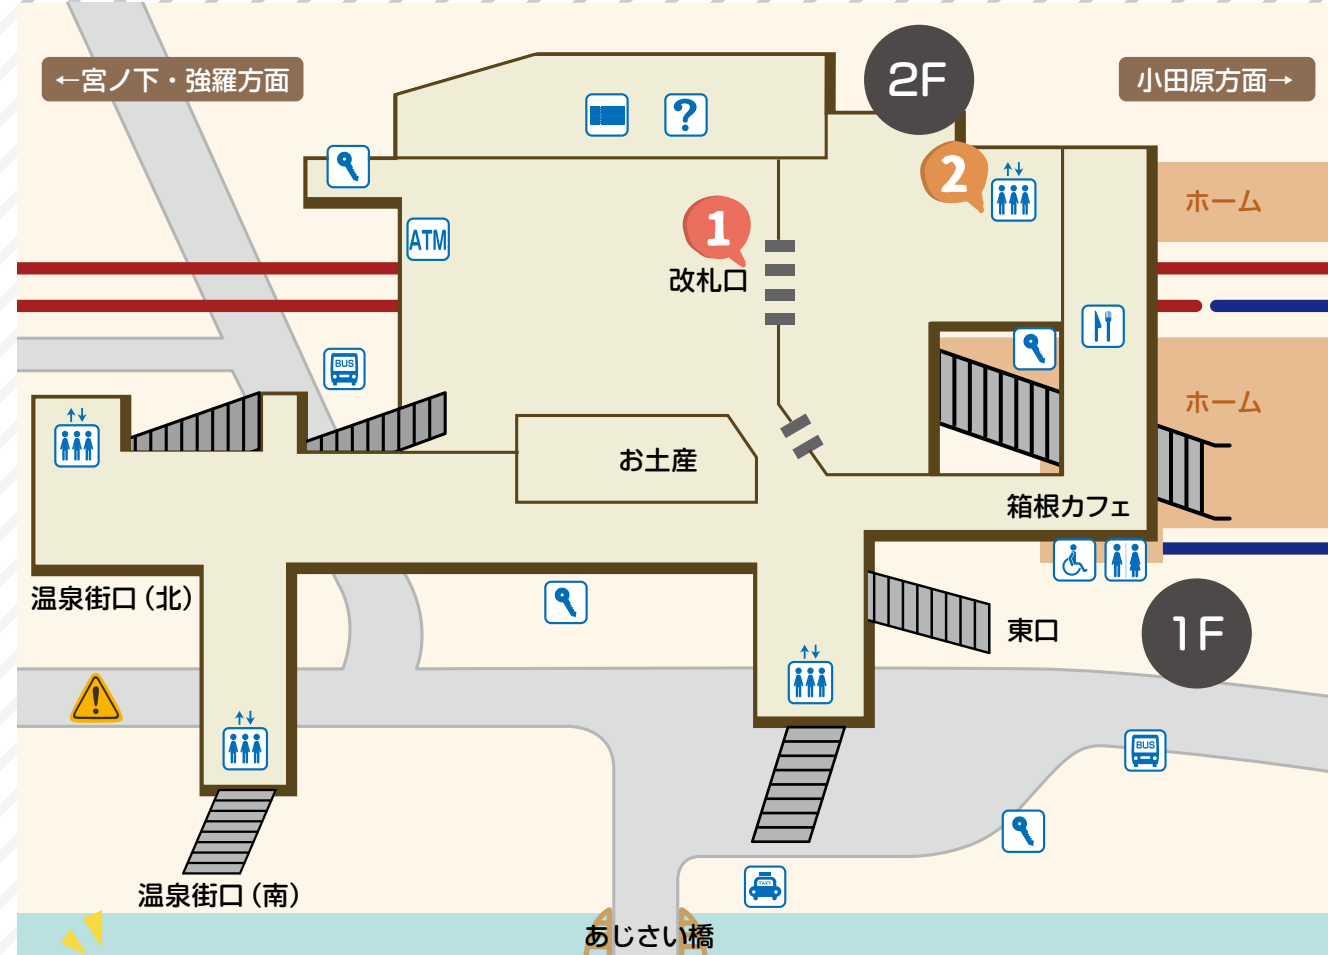 ←宮ノ下・強羅方面
2F
小田原方面→
2
ホーム
1
ATM
改札口
ホーム
BUS
お土産
箱根カフェ
温泉街口（北）
東口
1F
BUS
温泉街口（南）
TAXY
あじさい橋